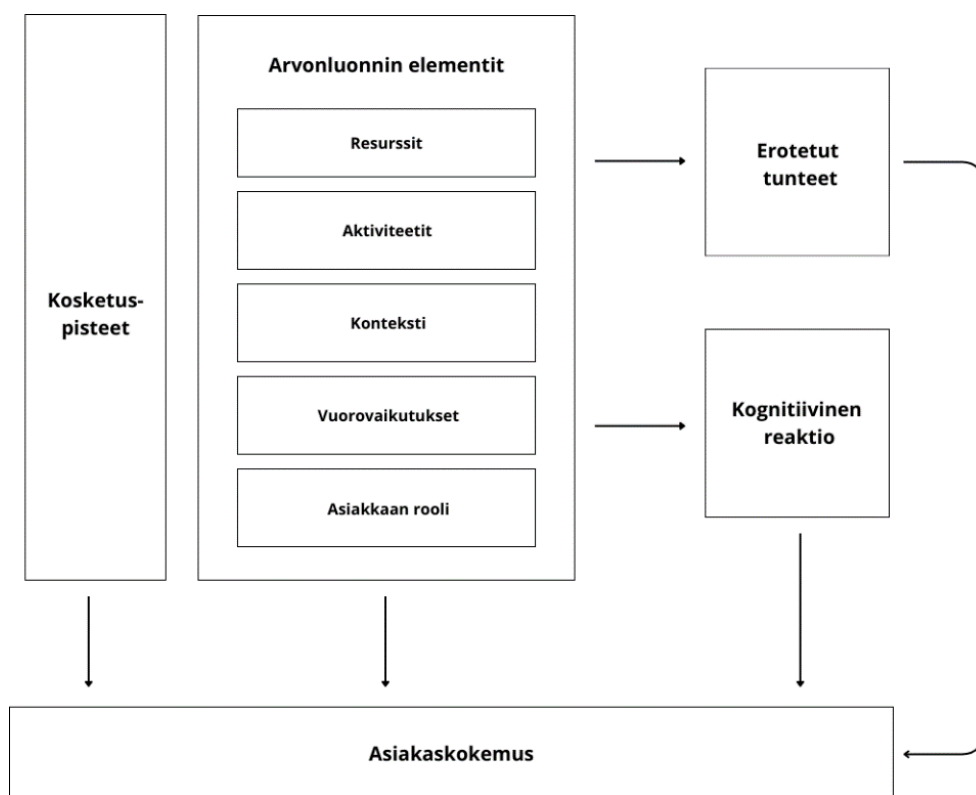 Arvonluonnin elementit
Resurssit
Aktiviteetit
Konteksti
Vuorovaikutukset
Asiakkaan rooli
Kosketus-
pisteet
Erotetut
tunteet
Kognitiivinen
reaktio
Asiakaskokemus